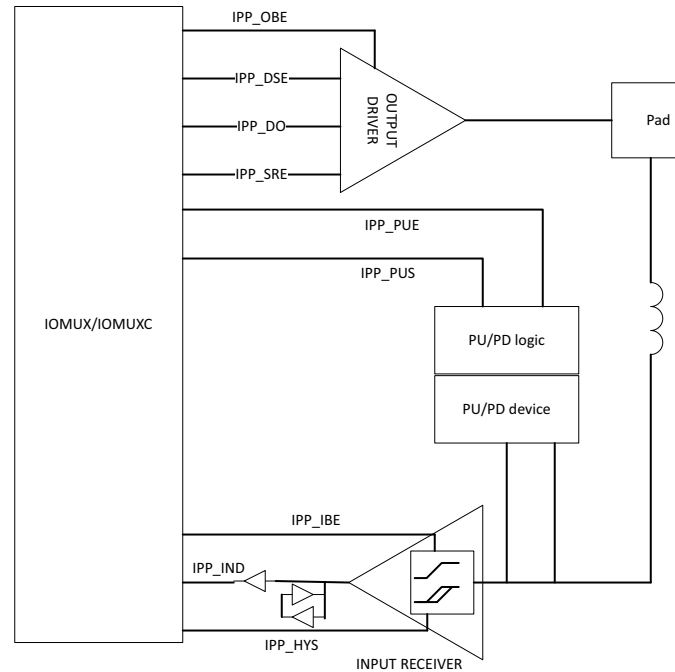 IPP_OBE
IPP_DSE
OUTPUT
DRIVER
IPP_DO
Pad
IPP_SRE
IPP_PUE
IPP_PUS
IOMUX/IOMUXC
PU/PD logic
PU/PD device
IPP_IBE
IPP_IND
IPP_HYS
INPUT RECEIVER